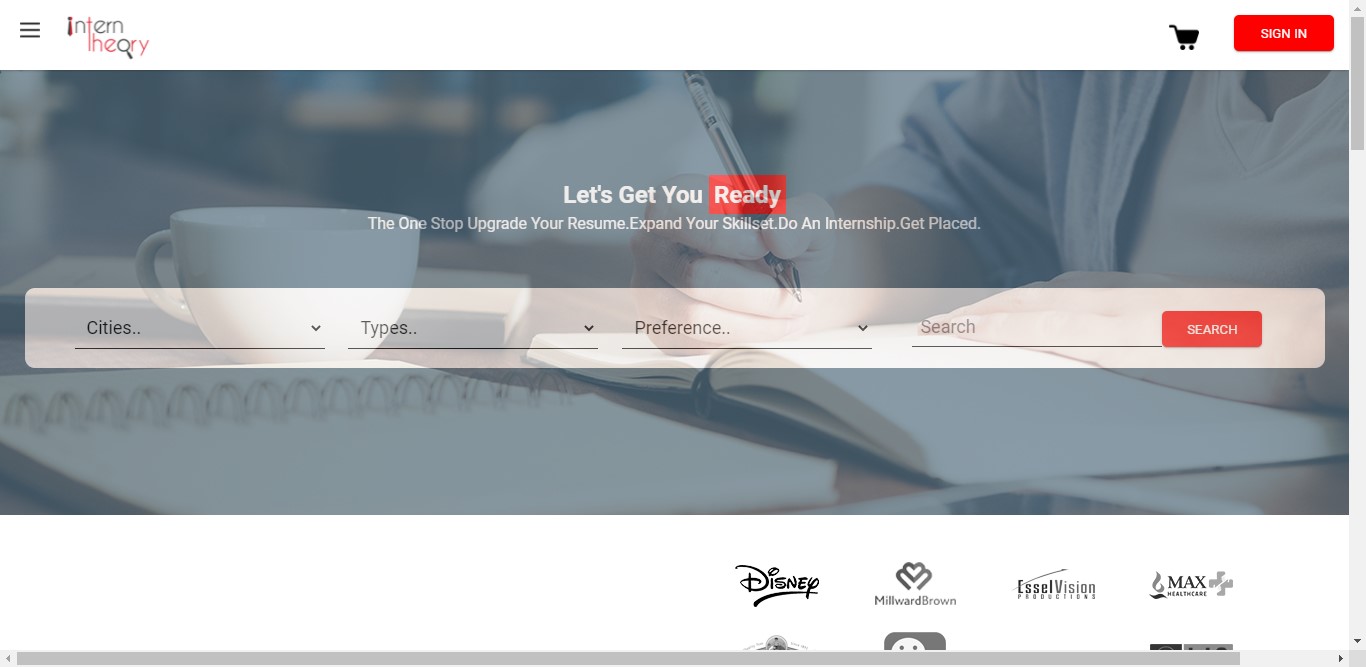 intern
theory
SIGN IN
Let's Get You Ready
The One Stop Upgrade Your Resume.Expand Your Skillset.Do An Internship.Get Placed.
Cities..
Types..
Preference..
Search
SEARCH
DISNEY
MillwardBrown
EsselVision
PRODUCTIONS
MAX
HEALTHCARE